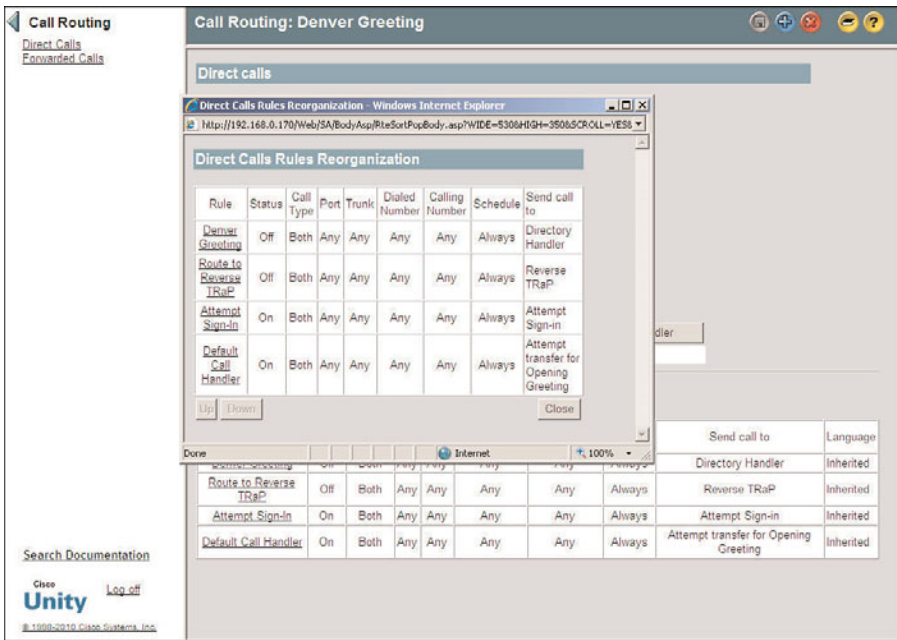 Call Routing
Direct Calls
Forwarded Calls
Call Routing: Denver Greeting
?
Direct calls
Direct Calls Rules Reorganization - Windows Internet Explorer
http://192.168.0.170/Web/SA/BodyAsp/RteSortPopBody.asp?WIDE=530&HIGH=350&SCROLL=YES&
Direct Calls Rules Reorganization
Rule Status Call Type Port Trunk Dialed Number Calling Number Schedule Send call to
Denver Greeting Off Both Any Any Any Any Always Directory Handler
Route to Reverse TRaP Off Both Any Any Any Any Always Reverse TRaP
Attempt Sign-In On Both Any Any Any Any Always Attempt Sign-in
Default Call Handler On Both Any Any Any Any Always Attempt transfer for Opening Greeting
Up Down Close
Done Internet 100%
Send call to Language
Denver Greeting Off Both Any Any Any Any Always Directory Handler Inherited
Route to Reverse TRaP Off Both Any Any Any Any Always Reverse TRaP Inherited
Attempt Sign-In On Both Any Any Any Any Always Attempt Sign-in Inherited
Default Call Handler On Both Any Any Any Any Always Attempt transfer for Opening Greeting Inherited
Search Documentation
Cisco
Unity
Log off
© 1998-2010 Cisco Systems, Inc.